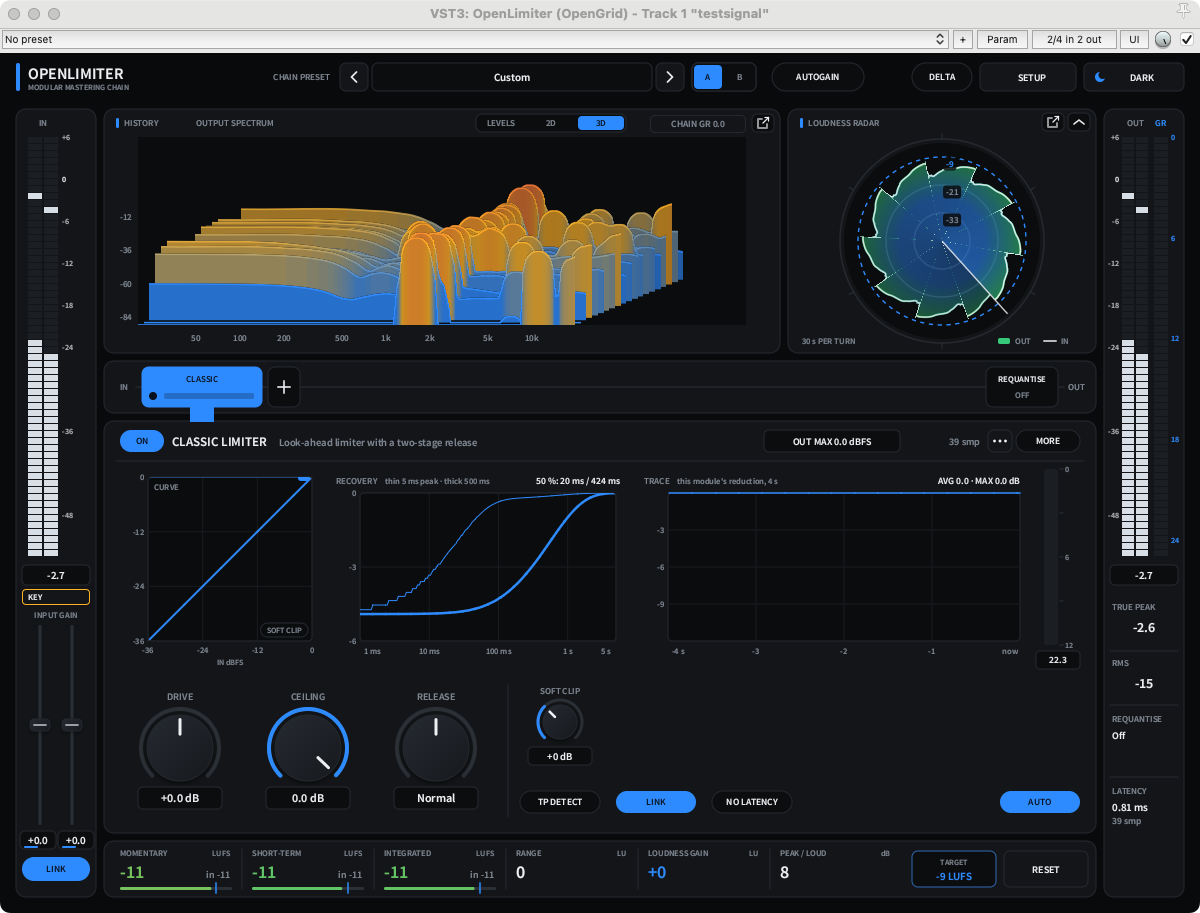 VST3: OpenLimiter (OpenGrid) - Track 1 "testsignal"
No preset
+
Param
2/4 in 2 out
UI
OPENLIMITER
MODULAR MASTERING CHAIN
CHAIN PRESET
Custom
A
B
AUTOGAIN
DELTA
SETUP
DARK
IN
+6
0
-6
-12
-18
-24
-36
-48
-2.7
KEY
INPUT GAIN
+0.0
+0.0
LINK
HISTORY
OUTPUT SPECTRUM
LEVELS
2D
3D
CHAIN GR 0.0
-12
-36
-60
-84
50
100
200
500
1k
2k
5k
10k
LOUDNESS RADAR
-9
-21
-33
30 s PER TURN
OUT
IN
IN
CLASSIC
+
REQUANTISE
OFF
OUT
ON
CLASSIC LIMITER
Look-ahead limiter with a two-stage release
OUT MAX 0.0 dBFS
39 smp
•••
MORE
CURVE
0
-12
-24
-36
SOFT CLIP
-36
-24
-12
0
IN dBFS
RECOVERY thin 5 ms peak · thick 500 ms
50 %: 20 ms / 424 ms
0
-3
-6
1 ms
10 ms
100 ms
1 s
5 s
TRACE this module's reduction, 4 s
AVG 0.0 · MAX 0.0 dB
-3
-6
-9
-4 s
-3
-2
-1
now
0
6
12
22.3
DRIVE
+0.0 dB
CEILING
0.0 dB
RELEASE
Normal
SOFT CLIP
+0 dB
TP DETECT
LINK
NO LATENCY
AUTO
MOMENTARY
LUFS
-11
in -11
SHORT-TERM
LUFS
-11
in -11
INTEGRATED
LUFS
-11
in -11
RANGE
LU
0
LOUDNESS GAIN
LU
+0
PEAK / LOUD
dB
8
TARGET
-9 LUFS
RESET
OUT
GR
+6
0
-6
-12
-18
-24
-36
-48
0
6
12
18
24
-2.7
TRUE PEAK
-2.6
RMS
-15
REQUANTISE
Off
LATENCY
0.81 ms
39 smp